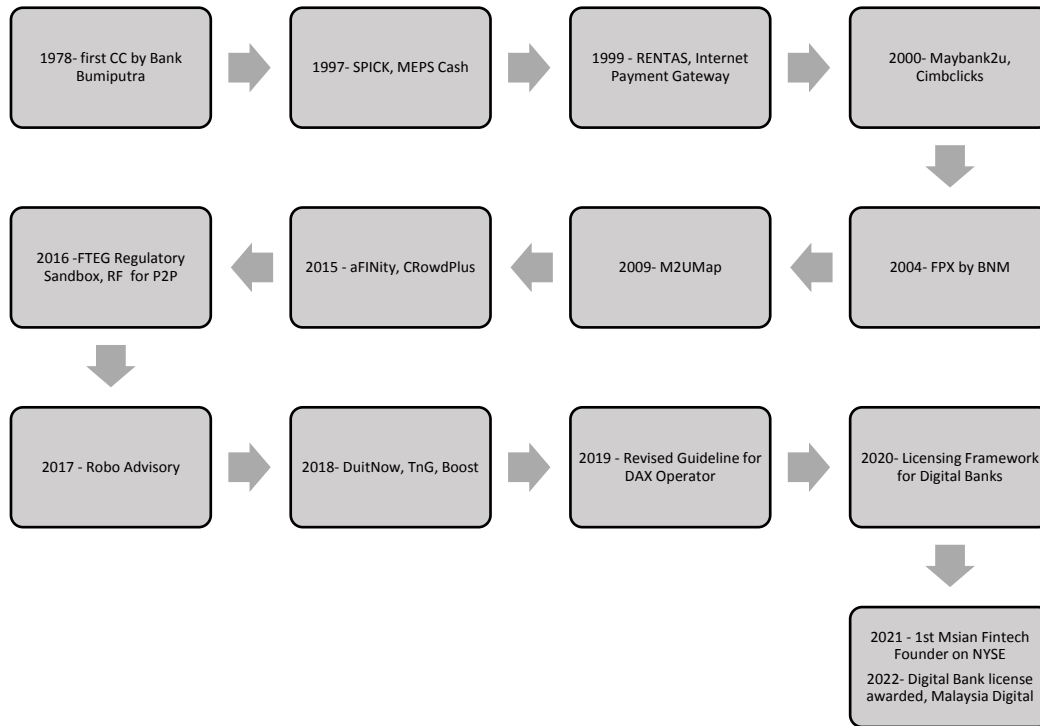 1978- first CC by Bank
Bumiputra
1997- SPICK, MEPS Cash
1999 - RENTAS, Internet
Payment Gateway
2000- Maybank2u,
Cimbclicks
2004- FPX by BNM
2009- M2UMap
2015 - aFINity, CRowdPlus
2016 -FTEG Regulatory
Sandbox, RF for P2P
2017 - Robo Advisory
2018- DuitNow, TnG, Boost
2019 - Revised Guideline for
DAX Operator
2020- Licensing Framework
for Digital Banks
2021 - 1st Msian Fintech
Founder on NYSE
2022- Digital Bank license
awarded, Malaysia Digital